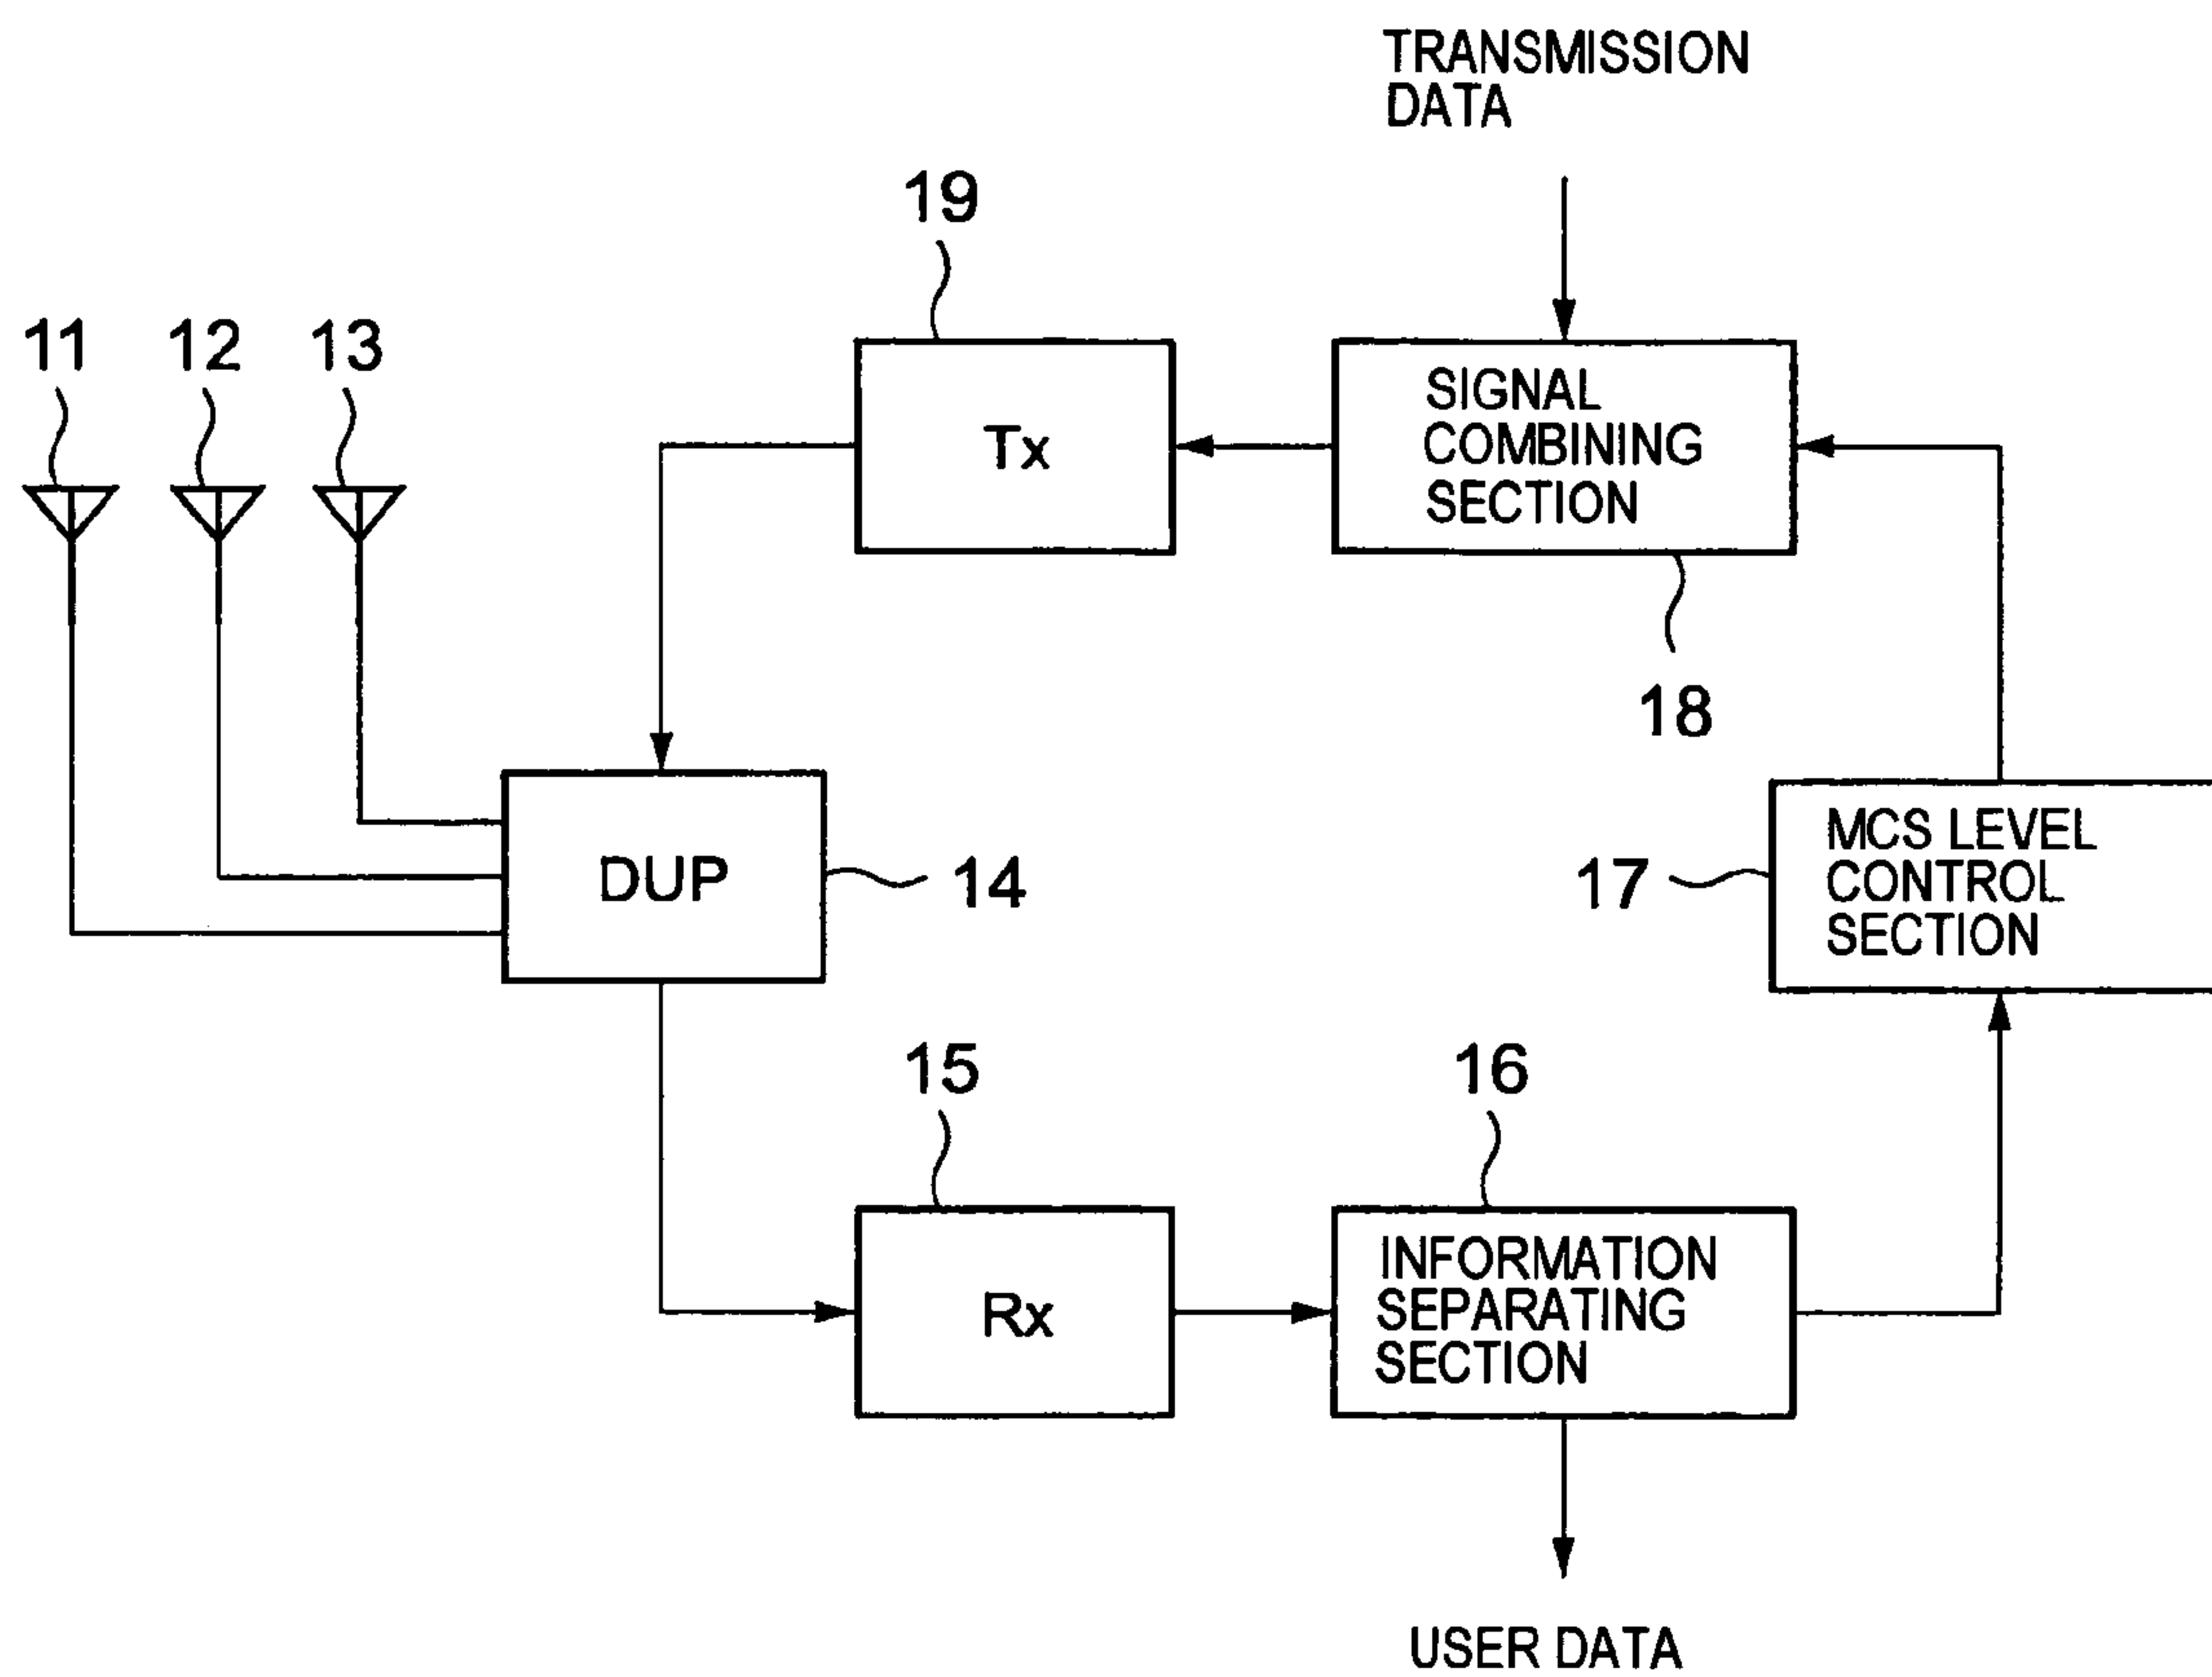 TRANSMISSION
DATA
19
11 12 13
Tx
SIGNAL
COMBINING
SECTION
18
DUP
14
17
MCS LEVEL
CONTROL
SECTION
15
16
Rx
INFORMATION
SEPARATING
SECTION
USER DATA